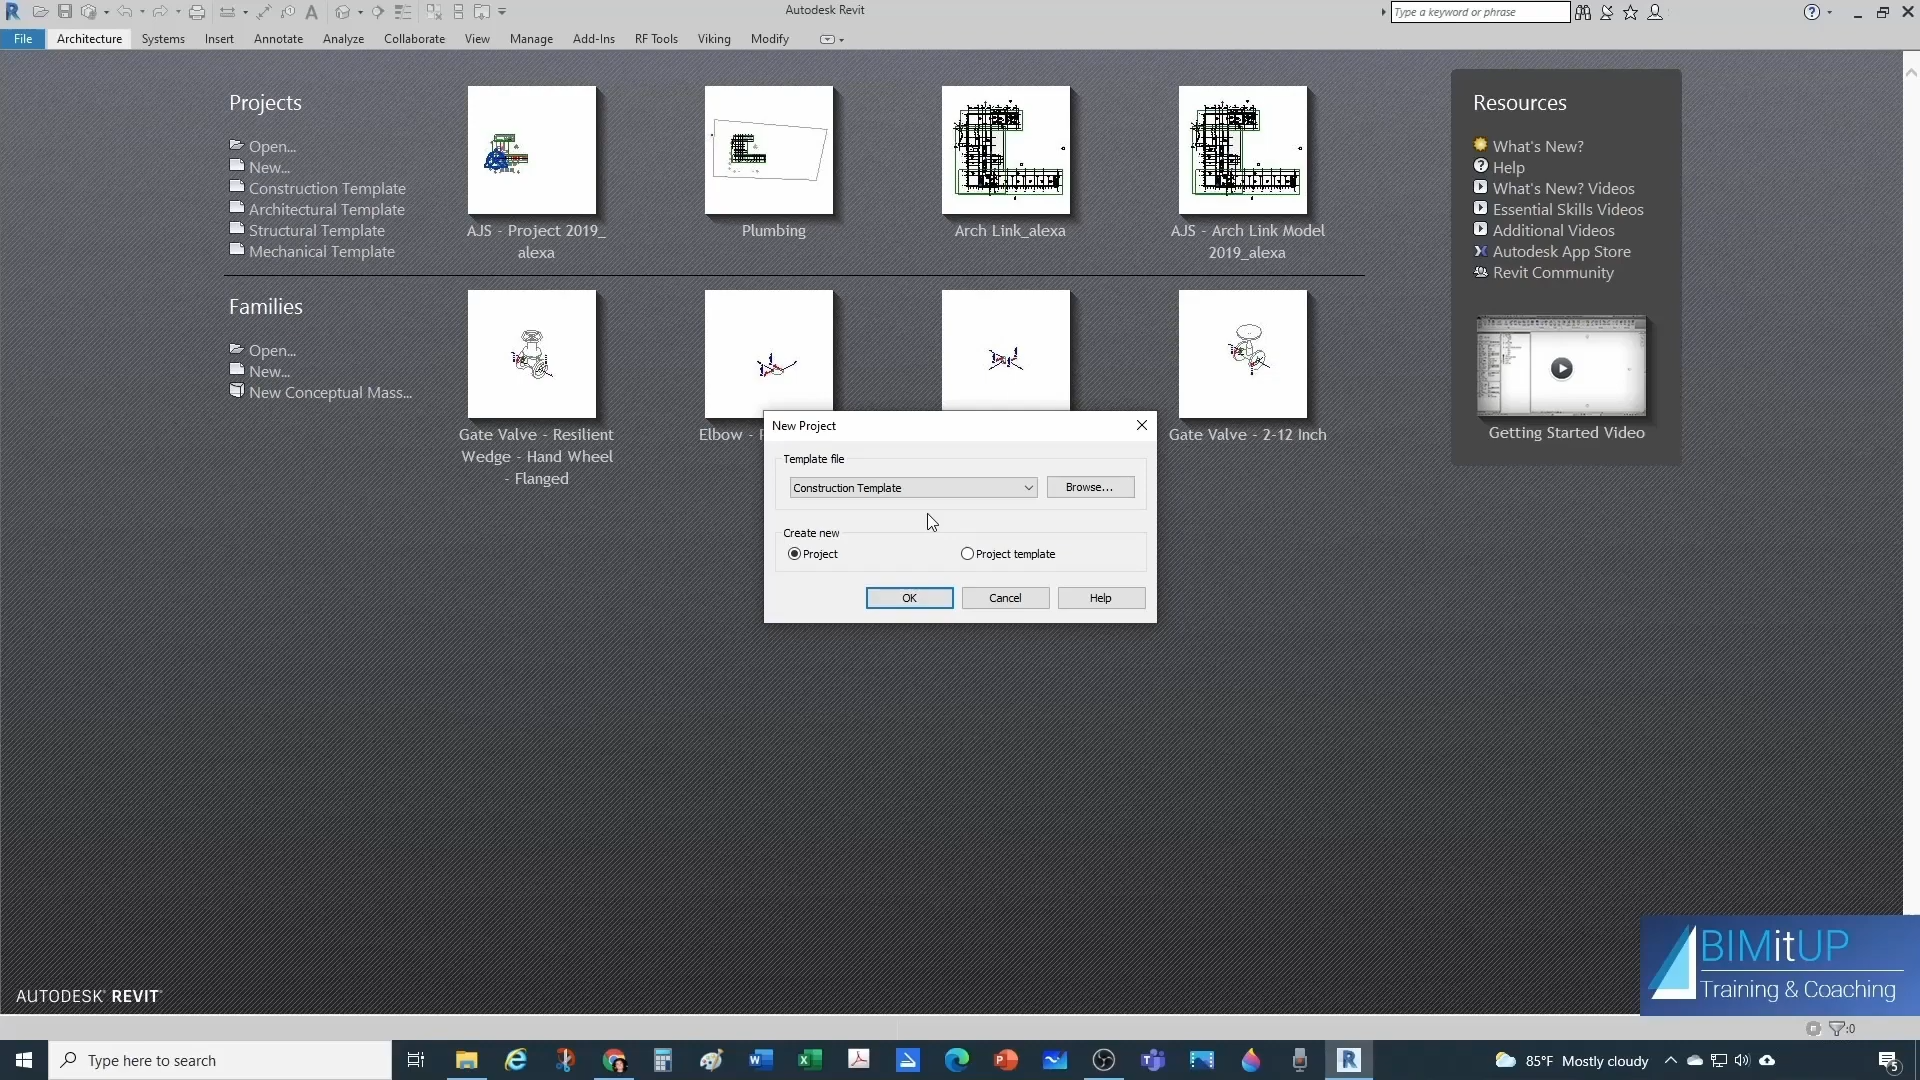 Autodesk Revit
Type a keyword or phrase
File Architecture Systems Insert Annotate Analyze Collaborate View Manage Add-Ins RF Tools Viking Modify
Projects
Open...
New...
Construction Template
Architectural Template
Structural Template
Mechanical Template
AJS - Project 2019_
alexa
Plumbing
Arch Link_alexa
AJS - Arch Link Model
2019_alexa
Families
Open...
New...
New Conceptual Mass...
Gate Valve - Resilient
Wedge - Hand Wheel
- Flanged
Elbow -
Gate Valve - 2-12 Inch
Resources
What's New?
Help
What's New? Videos
Essential Skills Videos
Additional Videos
Autodesk App Store
Revit Community
Getting Started Video
New Project
Template file
Construction Template
Browse...
Create new
Project
Project template
OK
Cancel
Help
BIMitUP
Training & Coaching
AUTODESK® REVIT®
:0
Type here to search
85°F Mostly cloudy
5